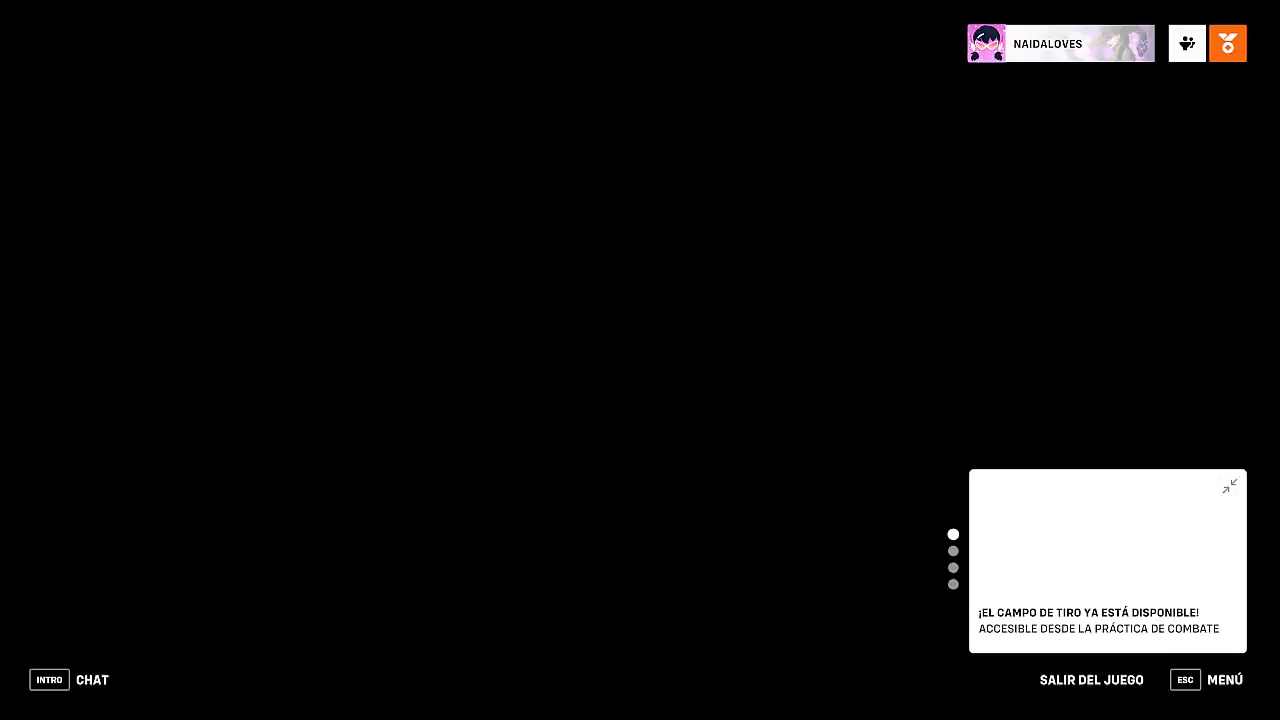 NAIDALOVES
¡EL CAMPO DE TIRO YA ESTÁ DISPONIBLE!
ACCESIBLE DESDE LA PRÁCTICA DE COMBATE
INTRO CHAT
SALIR DEL JUEGO
ESC MENÚ